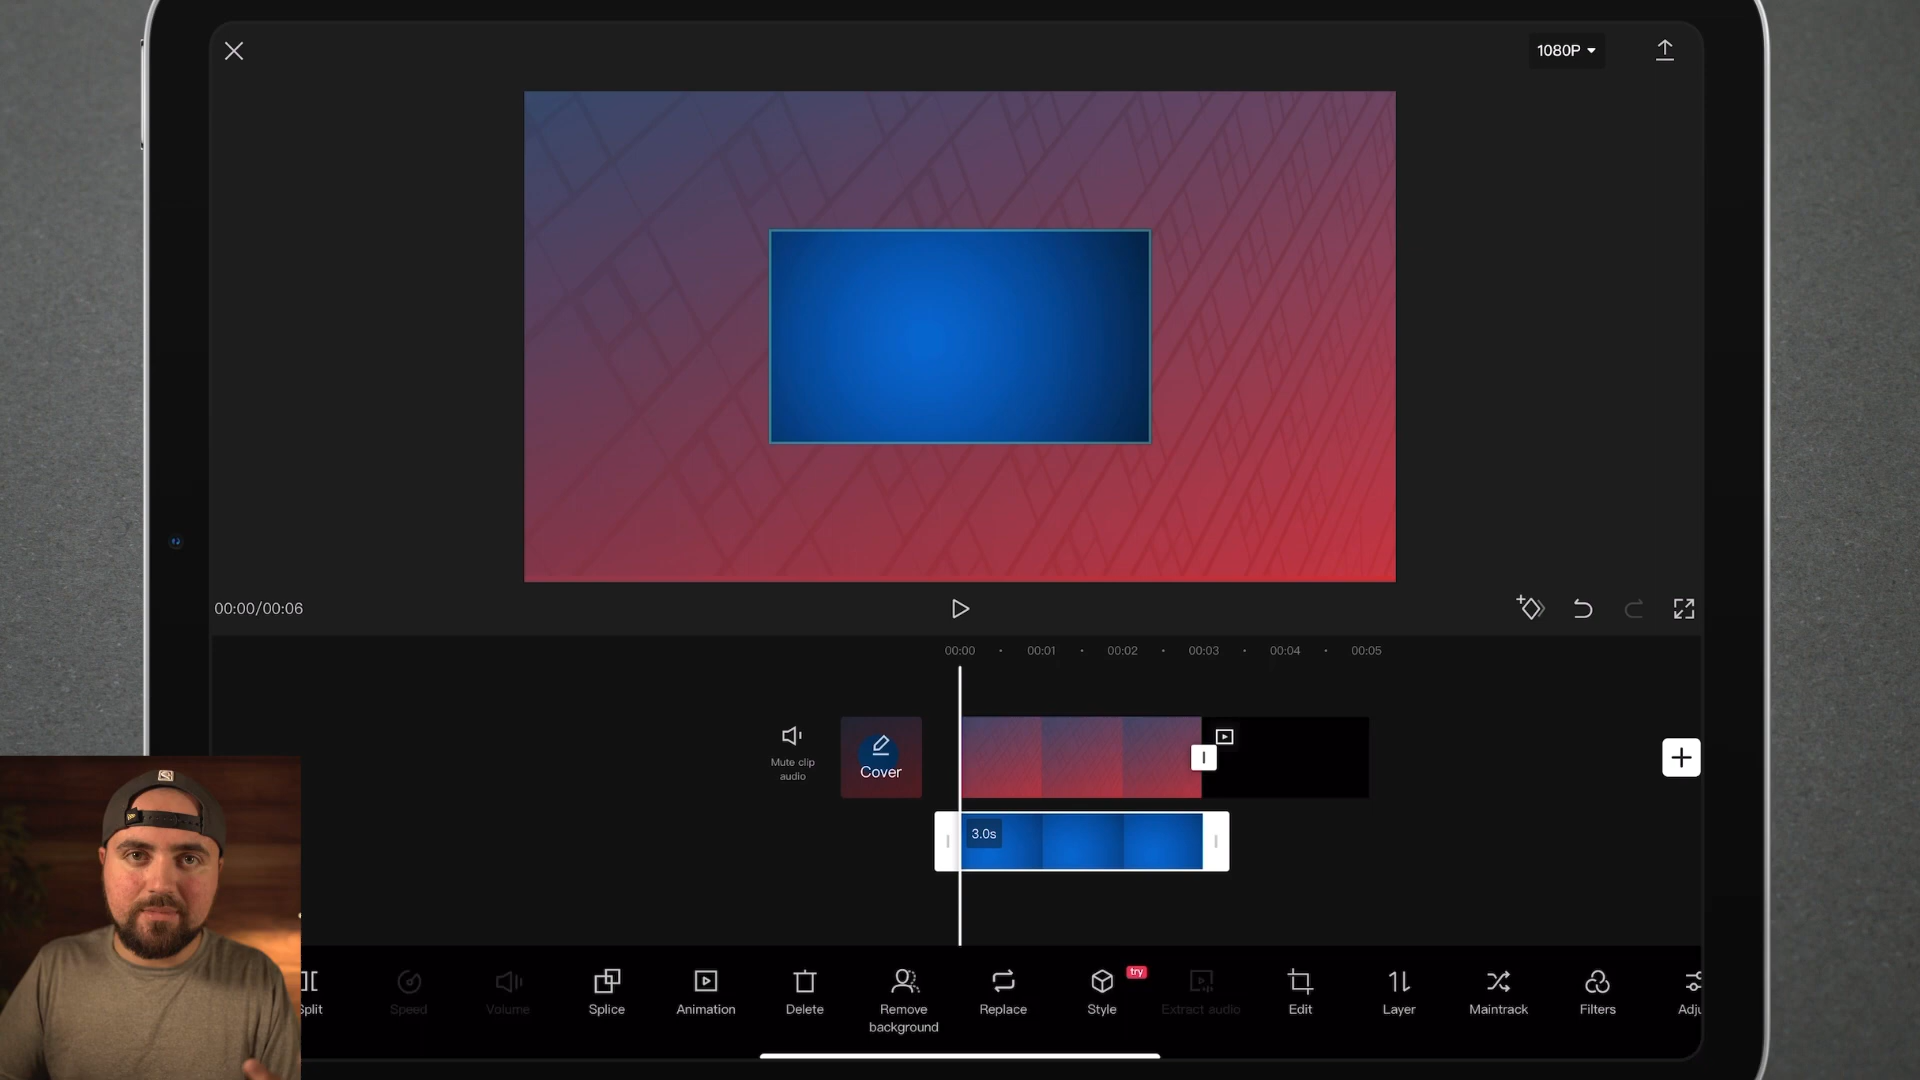 1080P
00:00/00:06
00:00
00:01
00:02
00:03
00:04
00:05
Mute clip
audio
Cover
3.0s
Split
Speed
Volume
Splice
Animation
Delete
Remove
background
Replace
Style
try
Extract audio
Edit
Layer
Maintrack
Filters
Adju